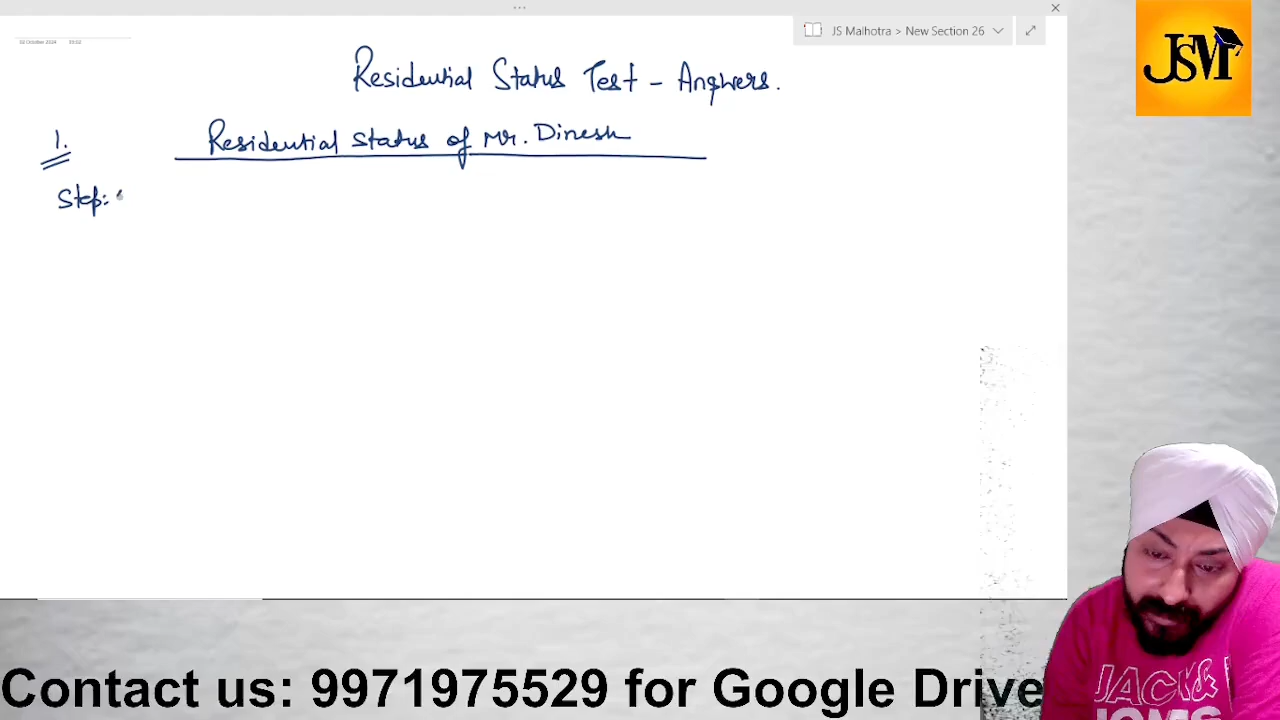 JS Malhotra > New Section 26
JSM
Residential Status Test - Answers.
1. Residential status of Mr. Dinesh
Step:
Contact us: 9971975529 for Google Drive
JACK &